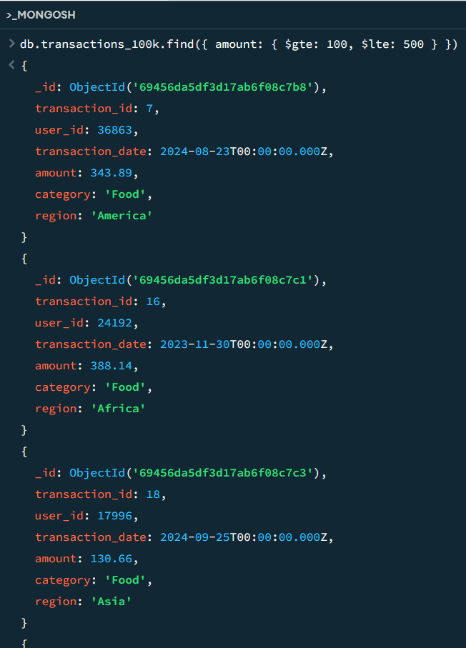 >_MONGOSH
> db.transactions_100k.find({ amount: { $gte: 100, $lte: 500 } })
< {
_id: ObjectId('69456da5df3d17ab6f08c7b8'),
transaction_id: 7,
user_id: 36863,
transaction_date: 2024-08-23T00:00:00.000Z,
amount: 343.89,
category: 'Food',
region: 'America'
}
{
_id: ObjectId('69456da5df3d17ab6f08c7c1'),
transaction_id: 16,
user_id: 24192,
transaction_date: 2023-11-30T00:00:00.000Z,
amount: 388.14,
category: 'Food',
region: 'Africa'
}
{
_id: ObjectId('69456da5df3d17ab6f08c7c3'),
transaction_id: 18,
user_id: 17996,
transaction_date: 2024-09-25T00:00:00.000Z,
amount: 130.66,
category: 'Food',
region: 'Asia'
}
{